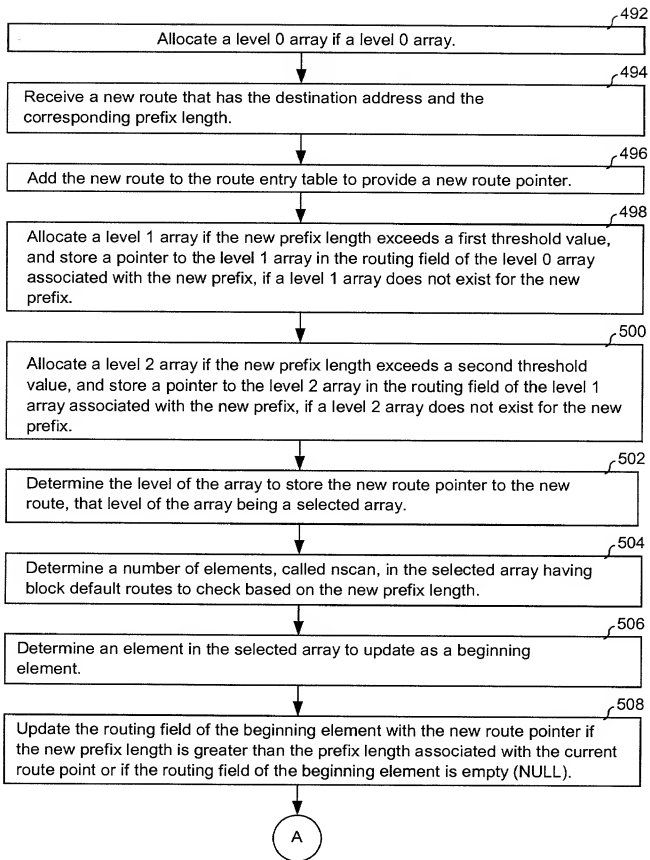 492
Allocate a level 0 array if a level 0 array.
494
Receive a new route that has the destination address and the
corresponding prefix length.
496
Add the new route to the route entry table to provide a new route pointer.
498
Allocate a level 1 array if the new prefix length exceeds a first threshold value,
and store a pointer to the level 1 array in the routing field of the level 0 array
associated with the new prefix, if a level 1 array does not exist for the new
prefix.
500
Allocate a level 2 array if the new prefix length exceeds a second threshold
value, and store a pointer to the level 2 array in the routing field of the level 1
array associated with the new prefix, if a level 2 array does not exist for the new
prefix.
502
Determine the level of the array to store the new route pointer to the new
route, that level of the array being a selected array.
504
Determine a number of elements, called nscan, in the selected array having
block default routes to check based on the new prefix length.
506
Determine an element in the selected array to update as a beginning
element.
508
Update the routing field of the beginning element with the new route pointer if
the new prefix length is greater than the prefix length associated with the current
route point or if the routing field of the beginning element is empty (NULL).
A